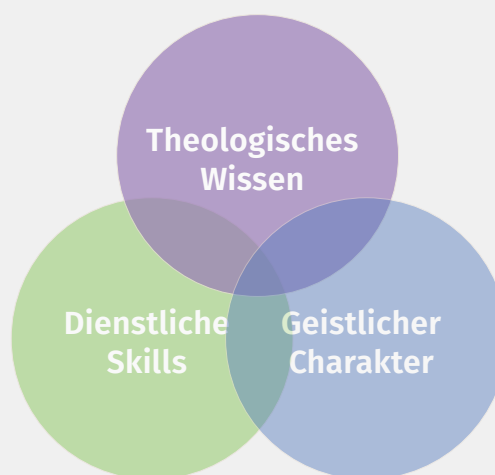 Theologisches
Wissen
Dienstliche
Skills
Geistlicher
Charakter